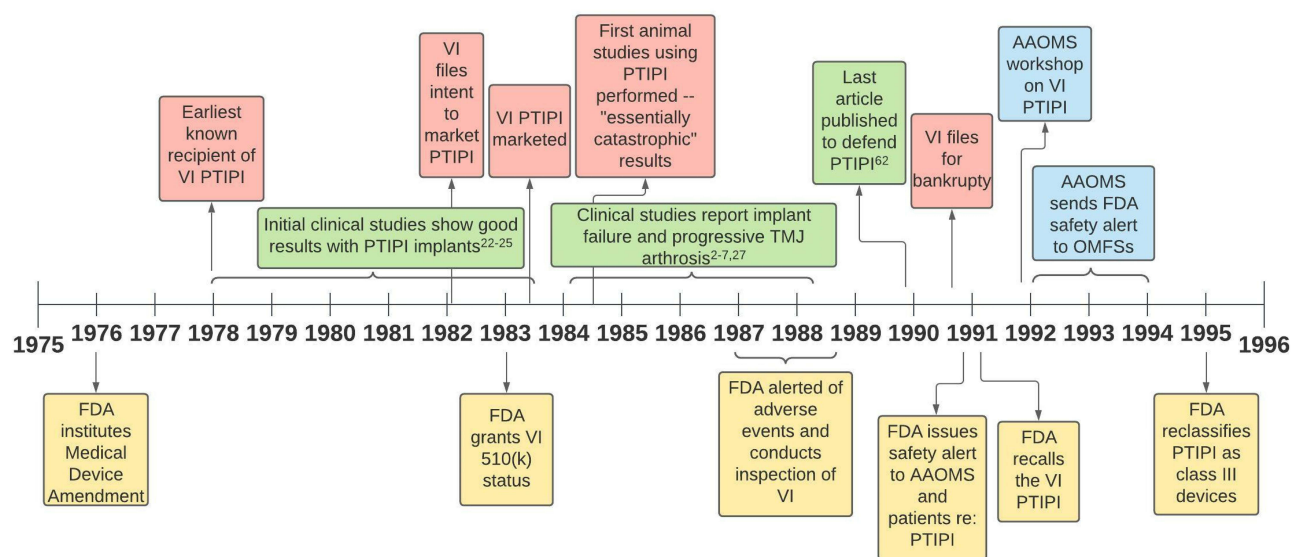 Earliest
known
recipient of
VI PTIPI
VI
files
intent
to
market
PTIPI
VI PTIPI
marketed
First animal
studies using
PTIPI
performed --
"essentially
catastrophic"
results
Last
article
published
to defend
PTIPI62
VI files
for
bankrupty
AAOMS
workshop
on VI
PTIPI
AAOMS
sends FDA
safety alert
to OMFSs
Initial clinical studies show good
results with PTIPI implants22-25
Clinical studies report implant
failure and progressive TMJ
arthrosis2-7,27
1975 1976 1977 1978 1979 1980 1981 1982 1983 1984 1985 1986 1987 1988 1989 1990 1991 1992 1993 1994 1995 1996
FDA
institutes
Medical
Device
Amendment
FDA
grants VI
510(k)
status
FDA alerted of
adverse
events and
conducts
inspection of
VI
FDA issues
safety alert
to AAOMS
and
patients re:
PTIPI
FDA
recalls
the VI
PTIPI
FDA
reclassifies
PTIPI as
class III
devices